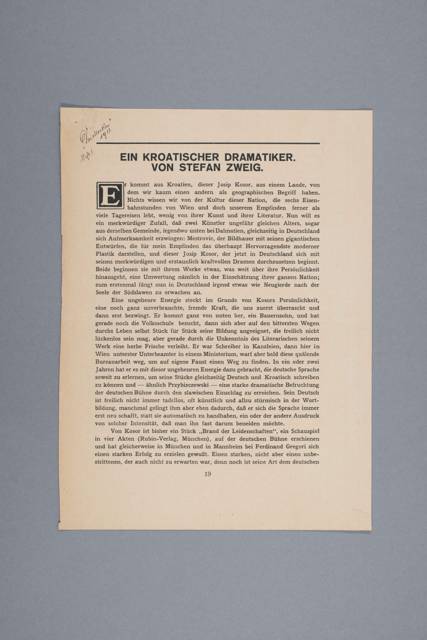 1911
EIN KROATISCHER DRAMATIKER.
VON STEFAN ZWEIG.
Er kommt aus Kroatien, dieser Josip Kosor, aus einem Lande, von
dem wir kaum einen andern als geographischen Begriff haben.
Nichts wissen wir von der Kultur dieser Nation, die sechs Eisen-
bahnstunden von Wien und doch unserem Empfinden ferner als
viele Tagereisen lebt, wenig von ihrer Kunst und ihrer Literatur. Nun will es
ein merkwürdiger Zufall, daß zwei Künstler ungefähr gleichen Alters, sogar
aus derselben Gemeinde, irgendwo unten bei Dalmatien, gleichzeitig in Deutschland
sich Aufmerksamkeit erzwingen: Mestrovic, der Bildhauer mit seinen gigantischen
Entwürfen, die für mein Empfinden das überhaupt Hervorragendste moderner
Plastik darstellen, und dieser Josip Kosor, der jetzt in Deutschland sich mit
seinen merkwürdigen und erstaunlich kraftvollen Dramen durchzusetzen beginnt.
Beide beginnen sie mit ihrem Werke etwas, was weit über ihre Persönlichkeit
hinausgeht, eine Umwertung nämlich in der Einschätzung ihrer ganzen Nation;
zum erstenmal fängt man in Deutschland irgend etwas wie Neugierde nach der
Seele der Südslawen zu erwachen an.
Eine ungeheure Energie steckt im Grunde von Kosors Persönlichkeit,
eine noch ganz unverbrauchte, fremde Kraft, die uns zuerst überrascht und
dann erst bezwingt. Er kommt ganz von unten her, ein Bauernsohn, und hat
gerade noch die Volksschule besucht, dann sich aber auf den bittersten Wegen
durchs Leben selbst Stück für Stück seine Bildung angeeignet, die freilich nicht
lückenlos sein mag, aber gerade durch die Unkenntnis des Literarischen seinem
Werk eine herbe Frische verleiht. Er war Schreiber in Kanzleien, dann hier in
Wien unterster Unterbeamter in einem Ministerium, warf aber bald diese quälende
Bureauarbeit weg, um auf eigene Faust einen Weg zu finden. In ein oder zwei
Jahren hat er es mit dieser ungeheuren Energie dazu gebracht, die deutsche Sprache
soweit zu erlernen, um seine Stücke gleichzeitig Deutsch und Kroatisch schreiben
zu können und — ähnlich Przybiszewski — eine starke dramatische Befruchtung
der deutschen Bühne durch den slawischen Einschlag zu erreichen. Sein Deutsch
ist freilich nicht immer tadellos, oft künstlich und allzu stürmisch in der Wort-
bildung, manchmal gelingt ihm aber eben dadurch, daß er sich die Sprache immer
erst neu schafft, statt sie automatisch zu handhaben, ein oder der andere Ausdruck
von solcher Intensität, daß man ihn fast darum beneiden möchte.
Von Kosor ist bisher ein Stück „Brand der Leidenschaften“, ein Schauspiel
in vier Akten (Rubin-Verlag, München), auf der deutschen Bühne erschienen
und hat gleicherweise in München und in Mannheim bei Ferdinand Gregori sich
einen starken Erfolg zu erzielen gewußt. Einen starken, nicht aber einen unbe-
strittenen, der auch nicht zu erwarten war, denn noch ist seine Art dem deutschen
19